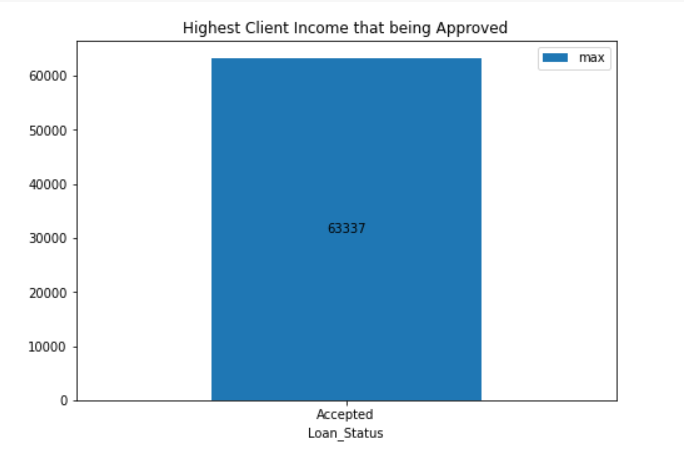 Highest Client Income that being Approved
max
60000
50000
40000
30000
20000
10000
0
63337
Accepted
Loan_Status